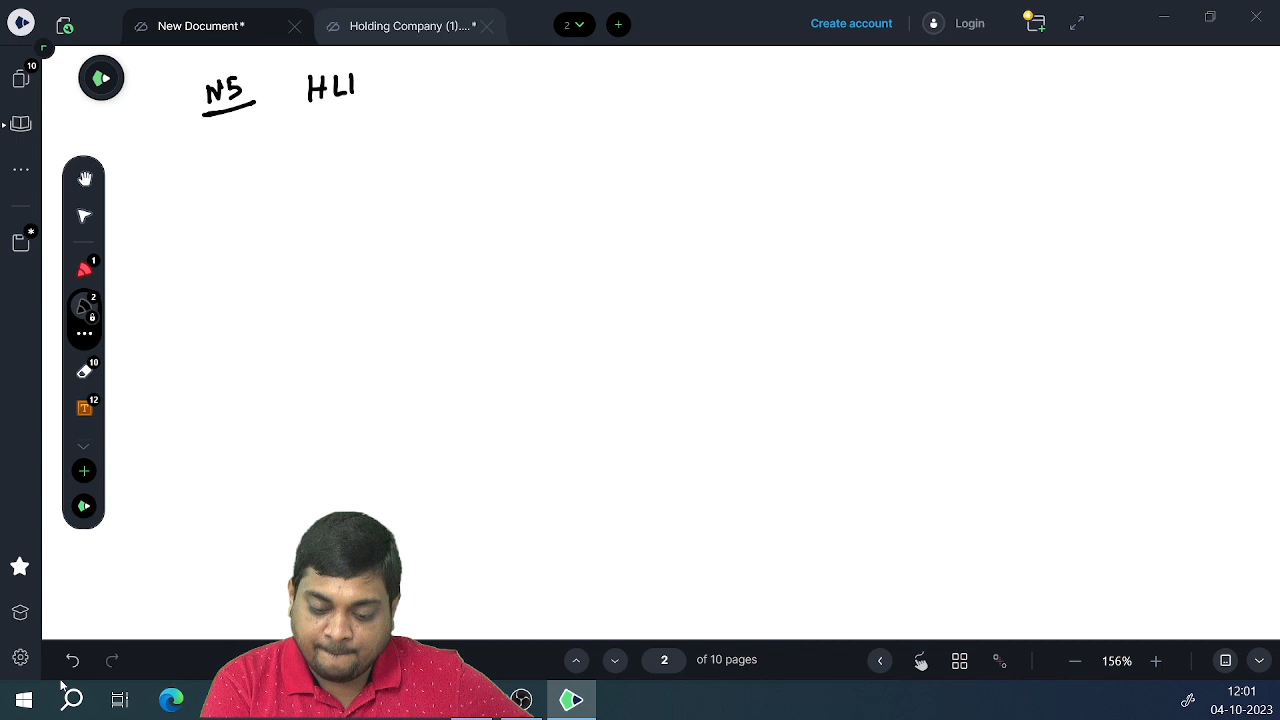 New Document*
Holding Company (1)....*
2
Create account
Login
10
N5 HLI
1
2
10
12
T
2 of 10 pages
156%
12:01
04-10-2023